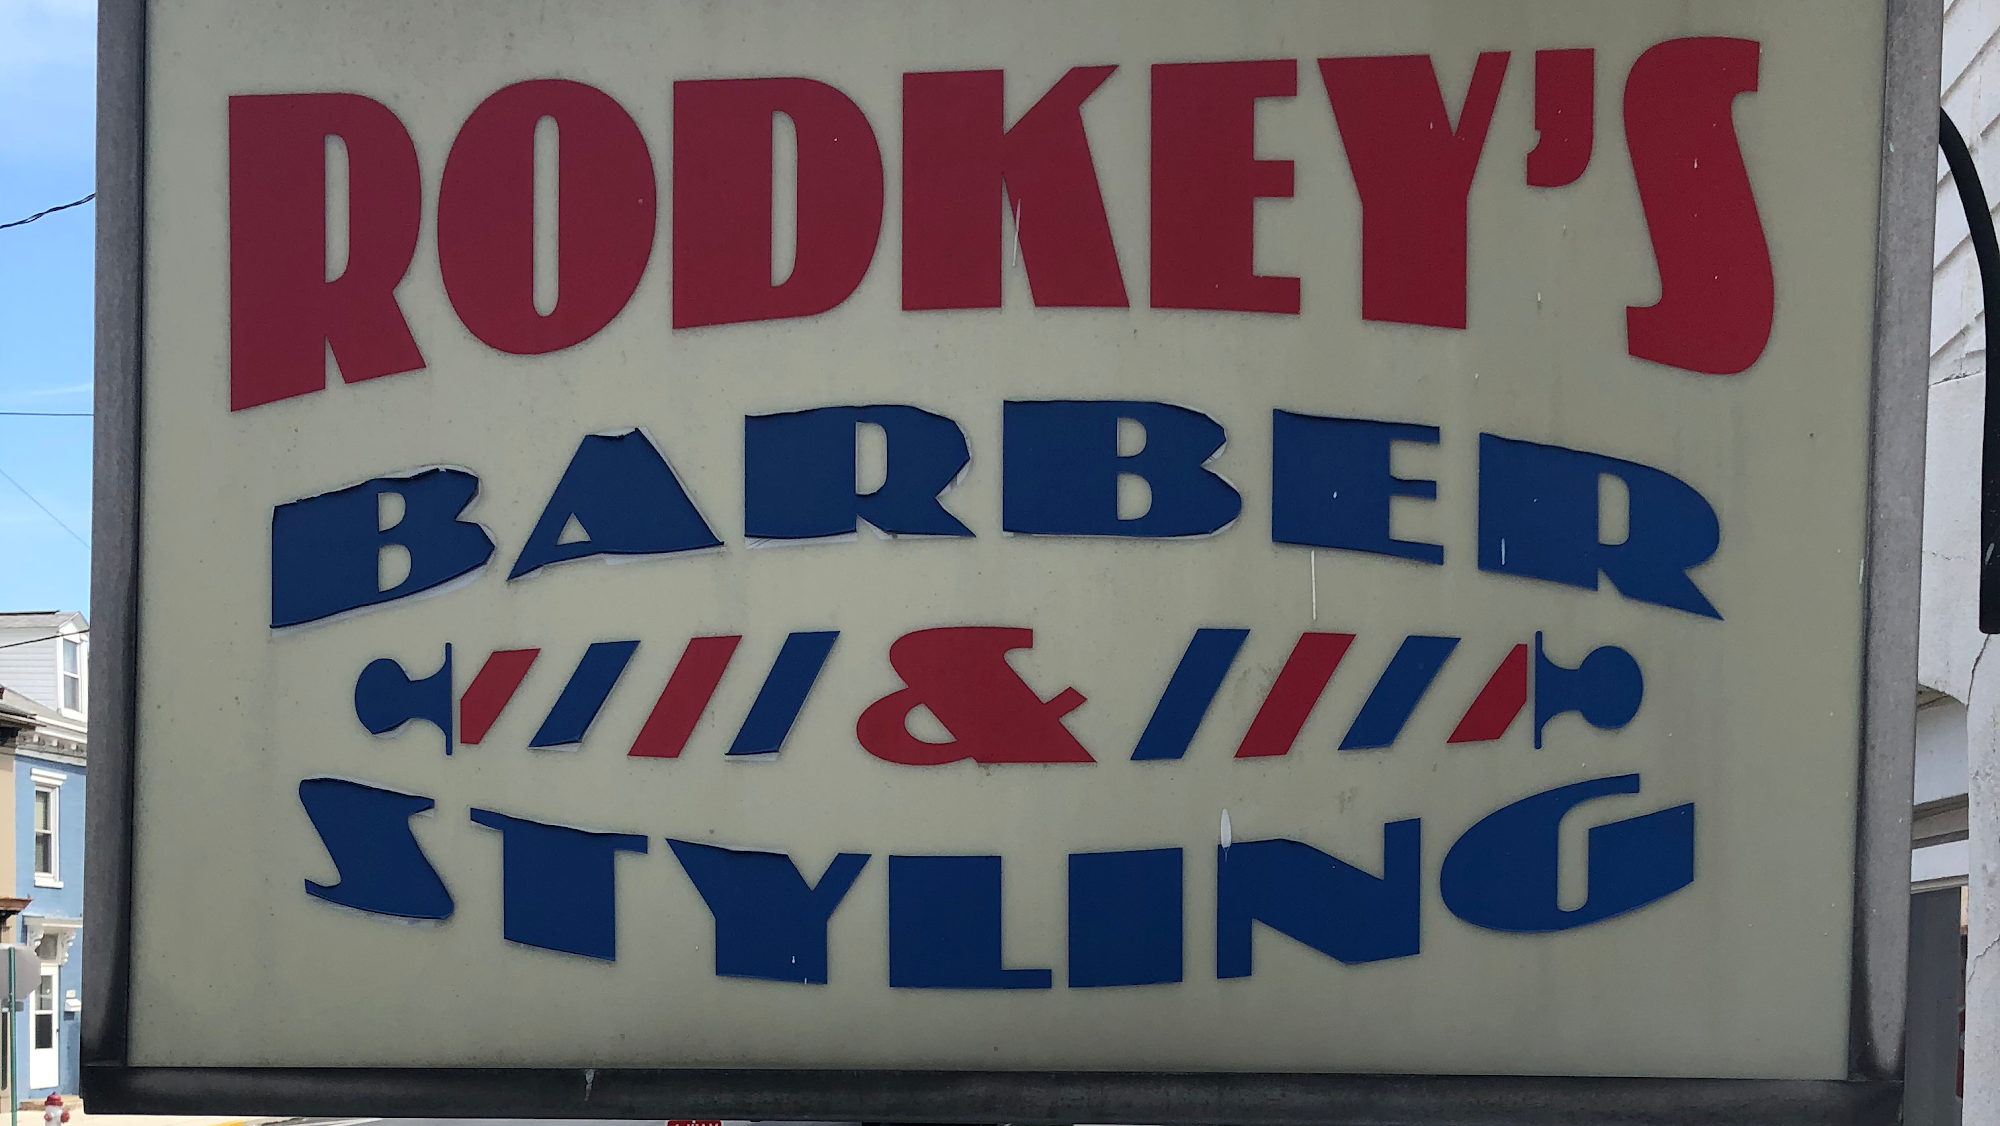 RODKEY'S
BARBER
&
STYLING